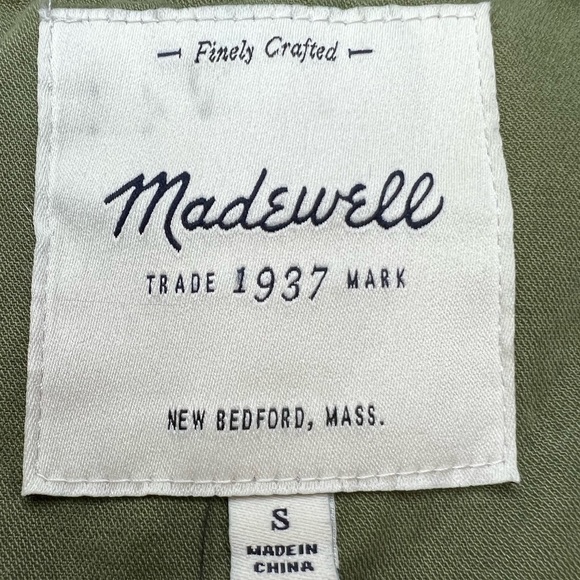 Finely Crafted
Madewell
TRADE 1937 MARK
NEW BEDFORD, MASS.
S
MADE IN
CHINA